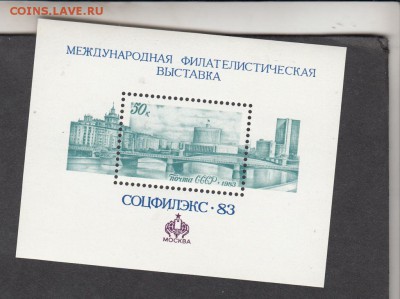 COINS.LAVE.RU
МЕЖДУНАРОДНАЯ ФИЛАТЕЛИСТИЧЕСКАЯ
ВЫСТАВКА
50к
почта СССР · 1983
СОЦФИЛЭКС · 83
МОСКВА